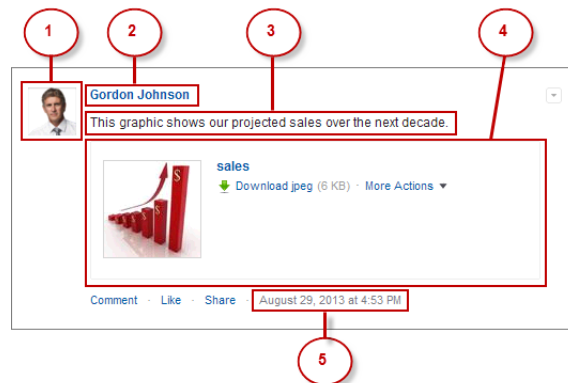 1
2
3
4
Gordon Johnson
This graphic shows our projected sales over the next decade.
$
$
sales
Download jpeg (6 KB) · More Actions ▼
Comment · Like · Share · August 29, 2013 at 4:53 PM
5